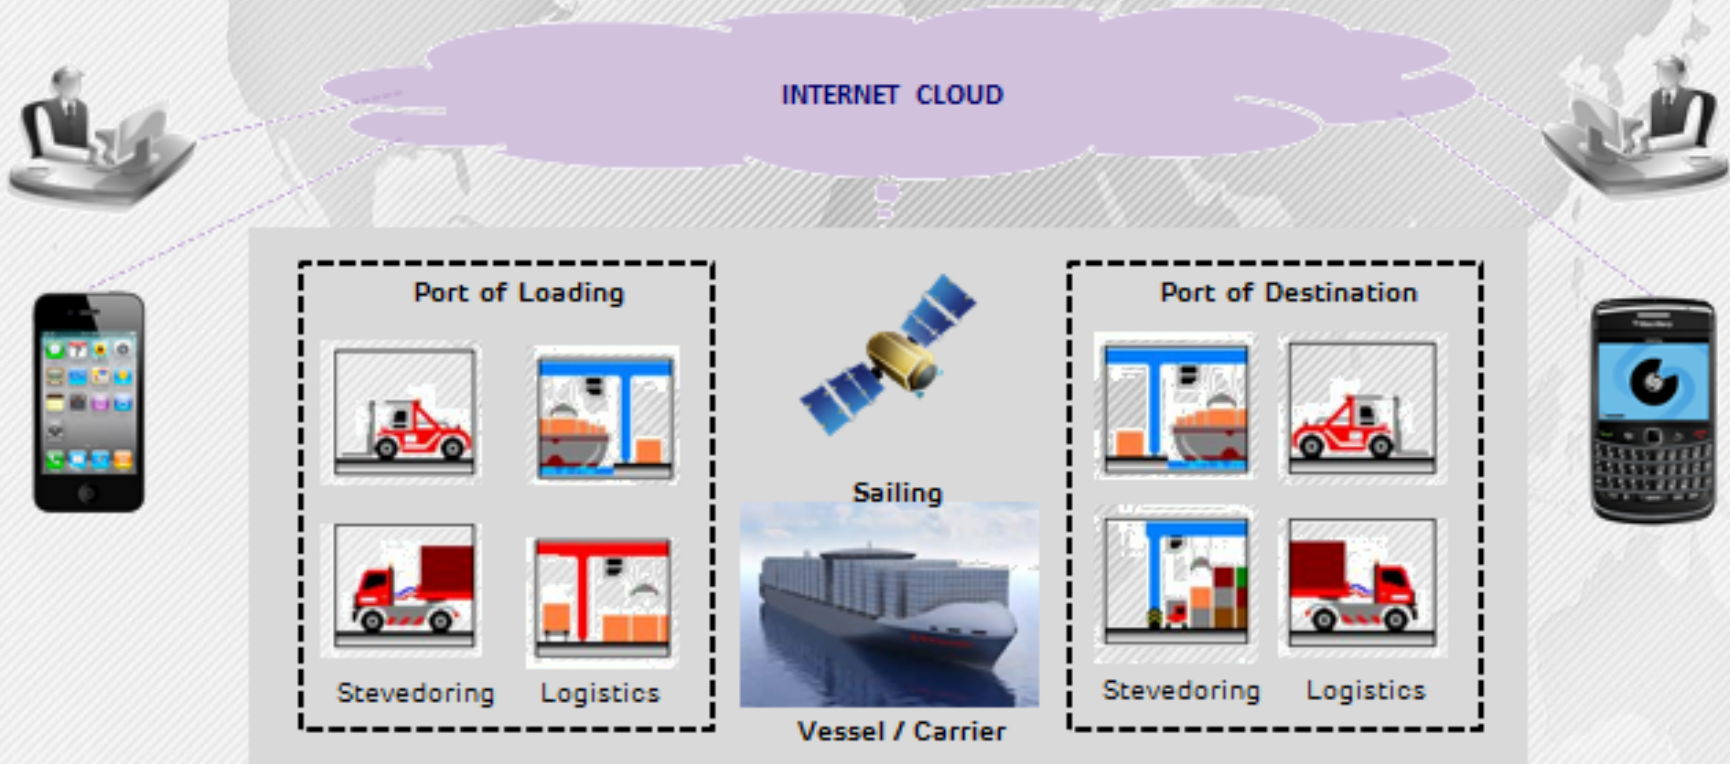 INTERNET CLOUD
Port of Loading
Port of Destination
Sailing
Stevedoring
Logistics
Stevedoring
Logistics
Vessel / Carrier